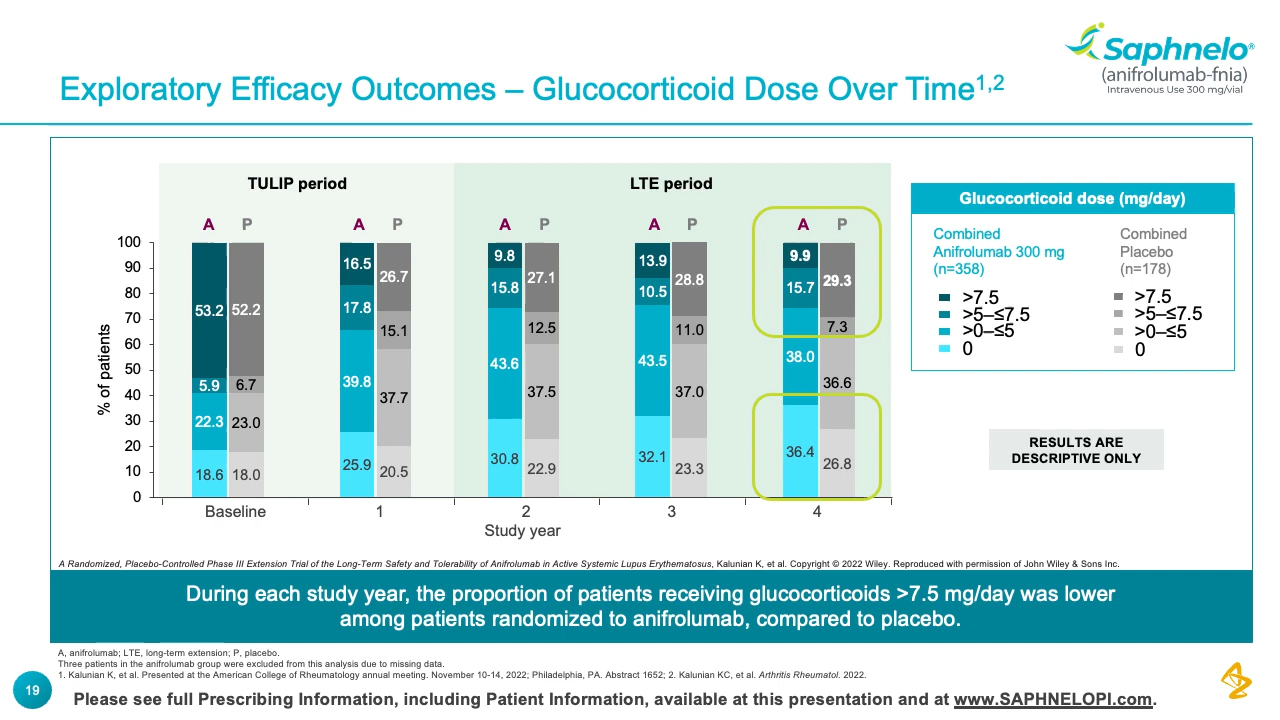 Saphnelo®
(anifrolumab-fnia)
Intravenous Use 300 mg/vial
Exploratory Efficacy Outcomes – Glucocorticoid Dose Over Time1,2
TULIP period
LTE period
A P A P A P A P A P
% of patients
100
90
80
70
60
50
40
30
20
10
0
53.2 5.9 22.3 18.6
52.2 6.7 23.0 18.0
16.5 17.8 39.8 25.9
26.7 15.1 37.7 20.5
9.8 15.8 43.6 30.8
27.1 12.5 37.5 22.9
13.9 10.5 43.5 32.1
28.8 11.0 37.0 23.3
9.9 15.7 38.0 36.4
29.3 7.3 36.6 26.8
Baseline 1 2 3 4
Study year
Glucocorticoid dose (mg/day)
Combined
Anifrolumab 300 mg
(n=358)
>7.5
>5–≤7.5
>0–≤5
0
Combined
Placebo
(n=178)
>7.5
>5–≤7.5
>0–≤5
0
RESULTS ARE
DESCRIPTIVE ONLY
A Randomized, Placebo-Controlled Phase III Extension Trial of the Long-Term Safety and Tolerability of Anifrolumab in Active Systemic Lupus Erythematosus, Kalunian K, et al. Copyright © 2022 Wiley. Reproduced with permission of John Wiley & Sons Inc.
During each study year, the proportion of patients receiving glucocorticoids >7.5 mg/day was lower
among patients randomized to anifrolumab, compared to placebo.
A, anifrolumab; LTE, long-term extension; P, placebo.
Three patients in the anifrolumab group were excluded from this analysis due to missing data.
1. Kalunian K, et al. Presented at the American College of Rheumatology annual meeting. November 10-14, 2022; Philadelphia, PA. Abstract 1652; 2. Kalunian KC, et al. Arthritis Rheumatol. 2022.
19
Please see full Prescribing Information, including Patient Information, available at this presentation and at www.SAPHNELOPI.com.